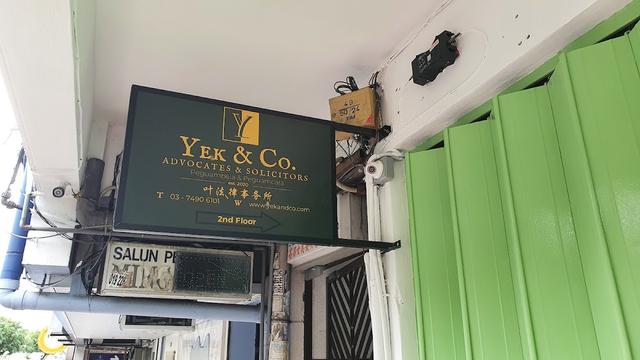 Y
YEK & CO.
ADVOCATES & SOLICITORS
Peguambela & Peguamcara
est. 2020
叶法律事务所
T 03 - 7490 6101 W www.yekandco.com
2nd Floor
SALUN